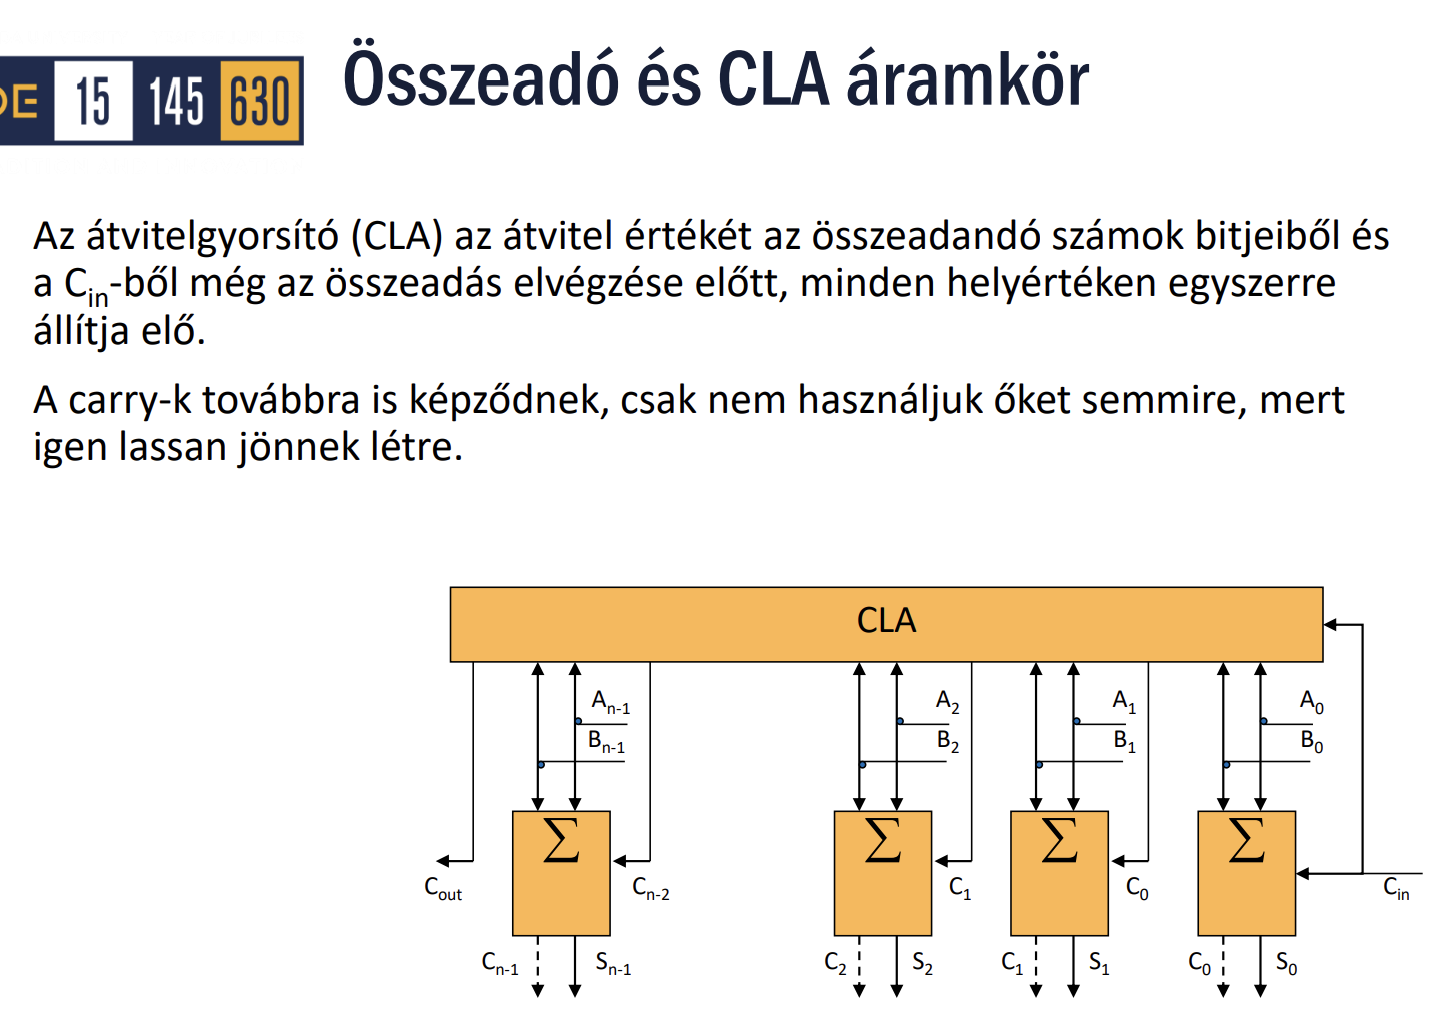 Összeadó és CLA áramkör
ƆE 15 145 630
Az átvitelgyorsító (CLA) az átvitel értékét az összeadandó számok bitjeiből és
a Cin-ből még az összeadás elvégzése előtt, minden helyértéken egyszerre
állítja elő.
A carry-k továbbra is képződnek, csak nem használjuk őket semmire, mert
igen lassan jönnek létre.
CLA
An-1 A2 A1 A0
Bn-1 B2 B1 B0
Σ Σ Σ Σ
Cout Cn-2 C1 C0 Cin
Cn-1 Sn-1 C2 S2 C1 S1 C0 S0